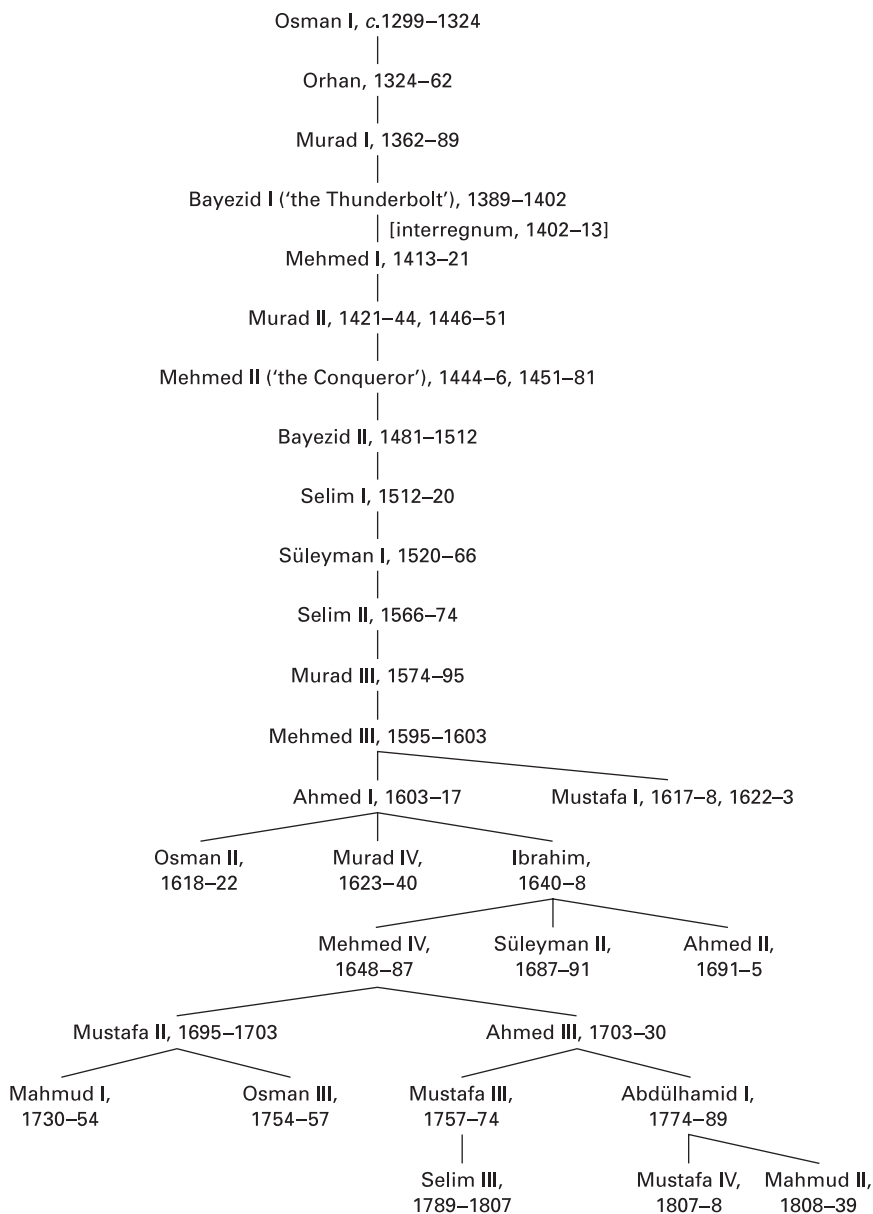 Osman I, c.1299–1324
Orhan, 1324–62
Murad I, 1362–89
Bayezid I (‘the Thunderbolt’), 1389–1402
[interregnum, 1402–13]
Mehmed I, 1413–21
Murad II, 1421–44, 1446–51
Mehmed II (‘the Conqueror’), 1444–6, 1451–81
Bayezid II, 1481–1512
Selim I, 1512–20
Süleyman I, 1520–66
Selim II, 1566–74
Murad III, 1574–95
Mehmed III, 1595–1603
Ahmed I, 1603–17
Mustafa I, 1617–8, 1622–3
Osman II,
1618–22
Murad IV,
1623–40
Ibrahim,
1640–8
Mehmed IV,
1648–87
Süleyman II,
1687–91
Ahmed II,
1691–5
Mustafa II, 1695–1703
Ahmed III, 1703–30
Mahmud I,
1730–54
Osman III,
1754–57
Mustafa III,
1757–74
Abdülhamid I,
1774–89
Selim III,
1789–1807
Mustafa IV,
1807–8
Mahmud II,
1808–39